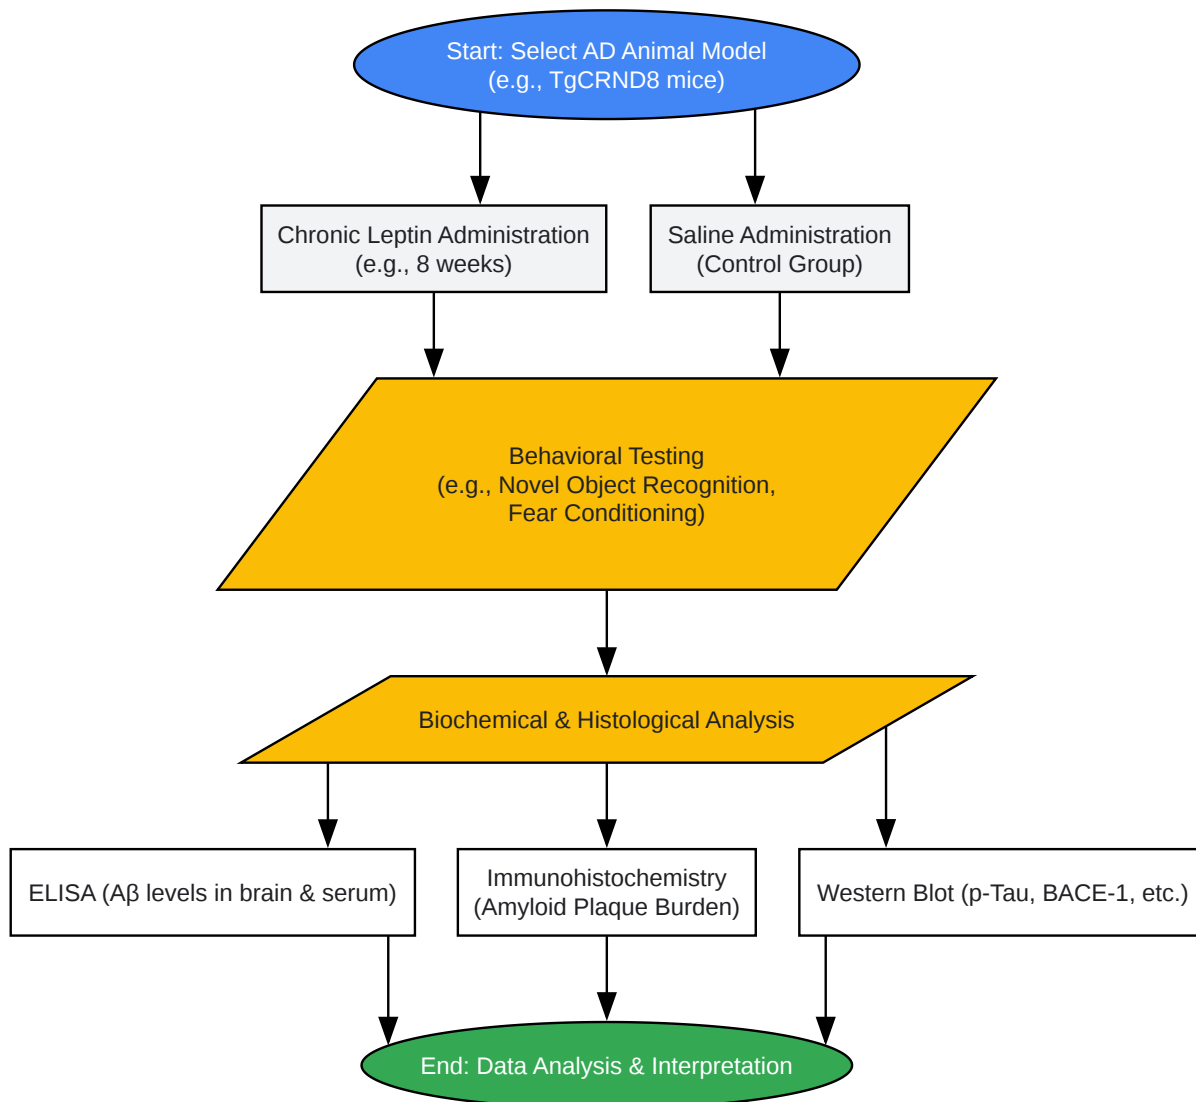 Start: Select AD Animal Model
(e.g., TgCRND8 mice)
Chronic Leptin Administration
(e.g., 8 weeks)
Saline Administration
(Control Group)
Behavioral Testing
(e.g., Novel Object Recognition,
Fear Conditioning)
Biochemical & Histological Analysis
ELISA (Aβ levels in brain & serum)
Immunohistochemistry
(Amyloid Plaque Burden)
Western Blot (p-Tau, BACE-1, etc.)
End: Data Analysis & Interpretation